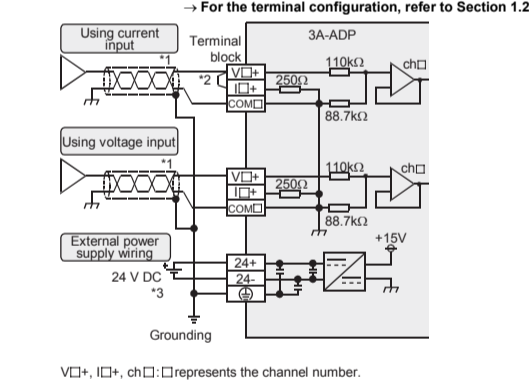 → For the terminal configuration, refer to Section 1.2
Using current
input
*1
Terminal
block
3A-ADP
*2
V□+
I□+
COM□
250Ω
110kΩ
88.7kΩ
ch□
Using voltage input
*1
V□+
I□+
COM□
250Ω
110kΩ
88.7kΩ
ch□
External power
supply wiring
24 V DC
*3
24+
24-
+15V
Grounding
V□+, I□+, ch□:□represents the channel number.